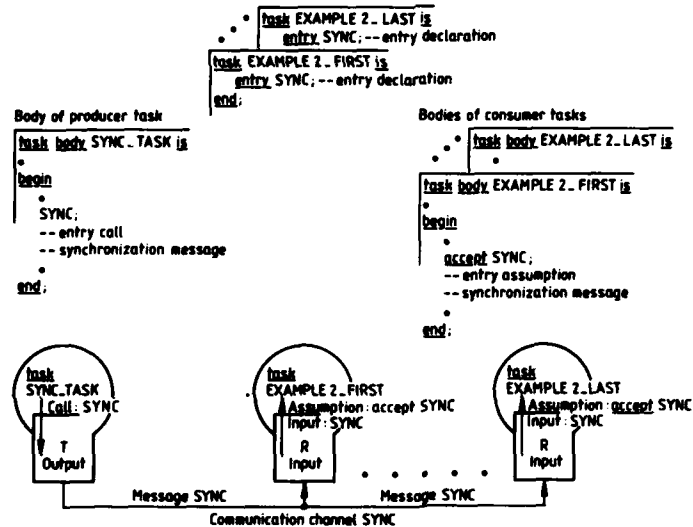 task EXAMPLE 2_LAST is
entry SYNC; -- entry declaration
task EXAMPLE 2_FIRST is
entry SYNC; -- entry declaration
end;
Body of producer task
task body SYNC_TASK is
begin
SYNC;
-- entry call
-- synchronization message
end;
Bodies of consumer tasks
task body EXAMPLE 2_LAST is
task body EXAMPLE 2_FIRST is
begin
accept SYNC;
-- entry assumption
-- synchronization message
end;
task
SYNC_TASK
Call: SYNC
T
Output
task
EXAMPLE 2_FIRST
Assumption: accept SYNC
Input: SYNC
R
Input
task
EXAMPLE 2_LAST
Assumption: accept SYNC
Input: SYNC
R
Input
Message SYNC
Message SYNC
Communication channel SYNC